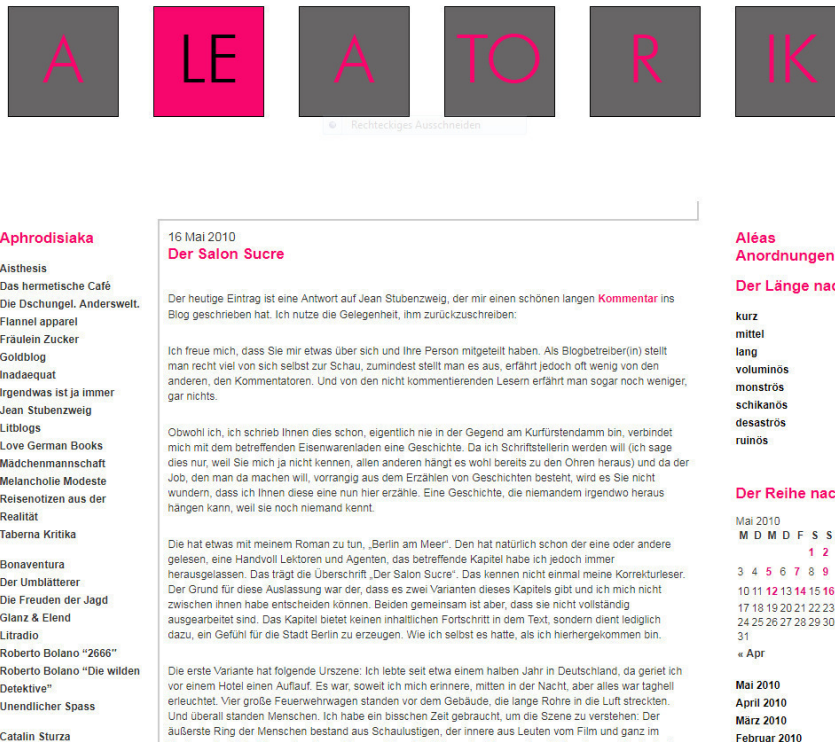 A LE A TO R IK
Rechteckiges Ausschneiden
Aphrodisiaka
Aisthesis
Das hermetische Café
Die Dschungel. Anderswelt.
Flannel apparel
Fräulein Zucker
Goldblog
Inadaequat
Irgendwas ist ja immer
Jean Stubenzweig
Litblogs
Love German Books
Mädchenmannschaft
Melancholie Modeste
Reisenotizen aus der
Realität
Taberna Kritika
Bonaventura
Der Umblätterer
Die Freuden der Jagd
Glanz & Elend
Litradio
Roberto Bolano "2666"
Roberto Bolano "Die wilden
Detektive"
Unendlicher Spass
Catalin Sturza
16 Mai 2010
Der Salon Sucre
Der heutige Eintrag ist eine Antwort auf Jean Stubenzweig, der mir einen schönen langen Kommentar ins
Blog geschrieben hat. Ich nutze die Gelegenheit, ihm zurückzuschreiben:
Ich freue mich, dass Sie mir etwas über sich und Ihre Person mitgeteilt haben. Als Blogbetreiber(in) stellt
man recht viel von sich selbst zur Schau, zumindest stellt man es aus, erfährt jedoch oft wenig von den
anderen, den Kommentatoren. Und von den nicht kommentierenden Lesern erfährt man sogar noch weniger,
gar nichts.
Obwohl ich, ich schrieb Ihnen dies schon, eigentlich nie in der Gegend am Kurfürstendamm bin, verbindet
mich mit dem betreffenden Eisenwarenladen eine Geschichte. Da ich Schriftstellerin werden will (ich sage
dies nur, weil Sie mich ja nicht kennen, allen anderen hängt es wohl bereits zu den Ohren heraus) und da der
Job, den man da machen will, vorrangig aus dem Erzählen von Geschichten besteht, wird es Sie nicht
wundern, dass ich Ihnen diese eine nun hier erzähle. Eine Geschichte, die niemandem irgendwo heraus
hängen kann, weil sie noch niemand kennt.
Die hat etwas mit meinem Roman zu tun, „Berlin am Meer“. Den hat natürlich schon der eine oder andere
gelesen, eine Handvoll Lektoren und Agenten, das betreffende Kapitel habe ich jedoch immer
herausgelassen. Das trägt die Überschrift „Der Salon Sucre“. Das kennen nicht einmal meine Korrekturleser.
Der Grund für diese Auslassung war der, dass es zwei Varianten dieses Kapitels gibt und ich mich nicht
zwischen ihnen habe entscheiden können. Beiden gemeinsam ist aber, dass sie nicht vollständig
ausgearbeitet sind. Das Kapitel bietet keinen inhaltlichen Fortschritt in dem Text, sondern dient lediglich
dazu, ein Gefühl für die Stadt Berlin zu erzeugen. Wie ich selbst es hatte, als ich hierhergekommen bin.
Die erste Variante hat folgende Urszene: Ich lebte seit etwa einem halben Jahr in Deutschland, da geriet ich
vor einem Hotel einen Auflauf. Es war, soweit ich mich erinnere, mitten in der Nacht, aber alles war taghell
erleuchtet. Vier große Feuerwehrwagen standen vor dem Gebäude, die lange Rohre in die Luft streckten.
Und überall standen Menschen. Ich habe ein bisschen Zeit gebraucht, um die Szene zu verstehen: Der
äußerste Ring der Menschen bestand aus Schaulustigen, der innere aus Leuten vom Film und ganz im
Aléas
Anordnungen
Der Länge nac
kurz
mittel
lang
voluminös
monströs
schikanös
desaströs
ruinös
Der Reihe nac
Mai 2010
M D M D F S S
1 2
3 4 5 6 7 8 9
10 11 12 13 14 15 16
17 18 19 20 21 22 23
24 25 26 27 28 29 30
31
« Apr
Mai 2010
April 2010
März 2010
Februar 2010